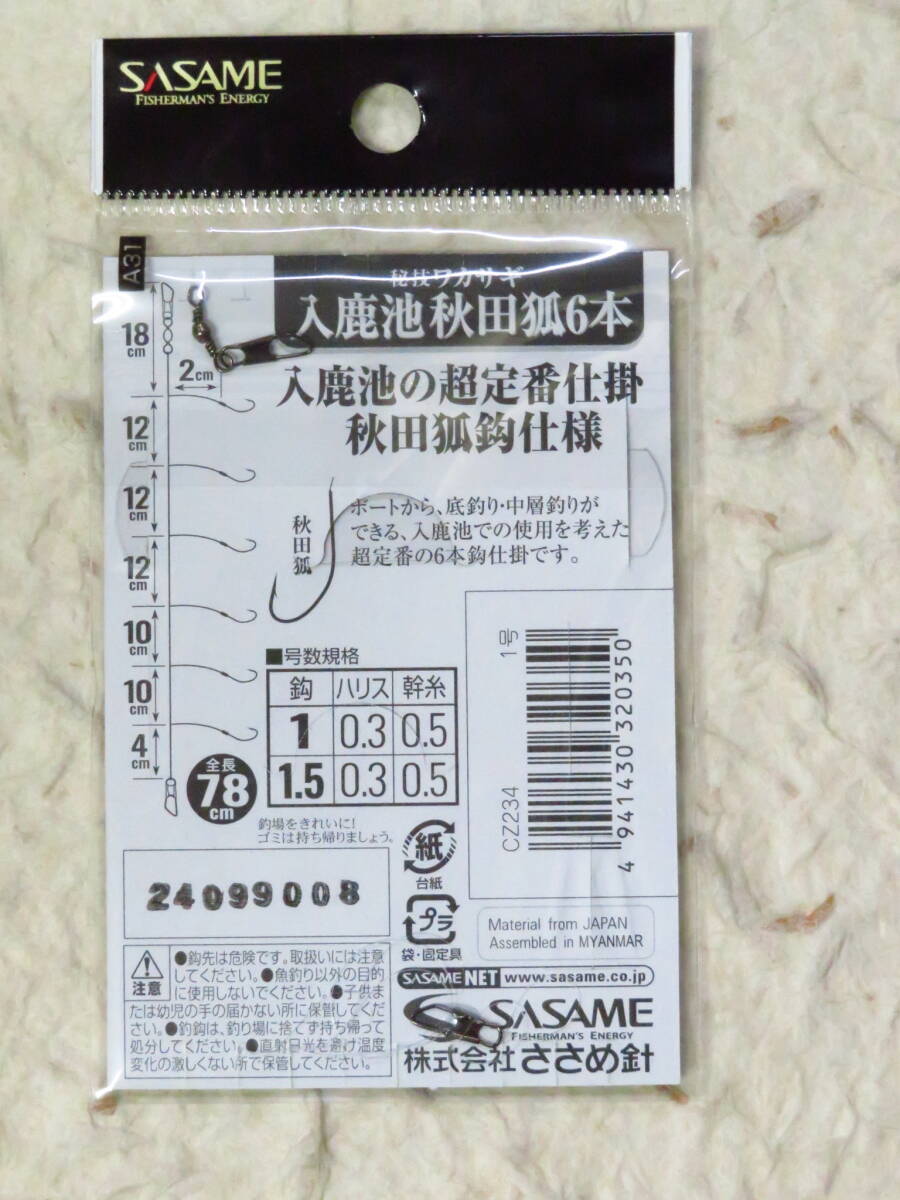 SASAME
FISHERMAN'S ENERGY
A31
秘技ワカサギ
入鹿池秋田狐6本
入鹿池の超定番仕掛
秋田狐鈎仕様
18cm
2cm
12cm
12cm
12cm
10cm
10cm
4cm
全長
78cm
秋田狐
ボートから、底釣り・中層釣りが
できる、入鹿池での使用を考えた
超定番の6本鈎仕掛です。
■号数規格
鈎 ハリス 幹糸
1 0.3 0.5
1.5 0.3 0.5
釣場をきれいに!
ゴミは持ち帰りましょう。
1号
CZ234
4 941430 320350
紙
台紙
プラ
袋・固定具
24099008
Material from JAPAN
Assembled in MYANMAR
注意
●鈎先は危険です。取扱いには注意
してください。●魚釣り以外の目的
に使用しないでください。●子供ま
たは幼児の手の届かない所に保管してくだ
さい。●釣鈎は、釣り場に捨てず持ち帰って
処分してください。●直射日光を避け温度
変化の激しくない所で保管してください。
SASAME NET www.sasame.co.jp
SASAME
FISHERMAN'S ENERGY
株式会社ささめ針